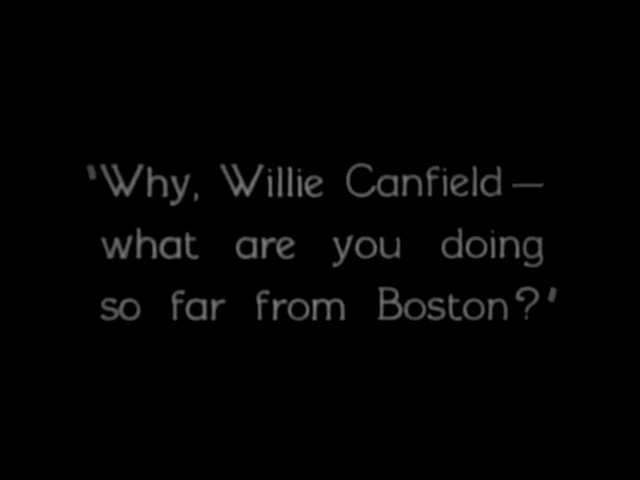 "Why, Willie Canfield —
what are you doing
so far from Boston?"